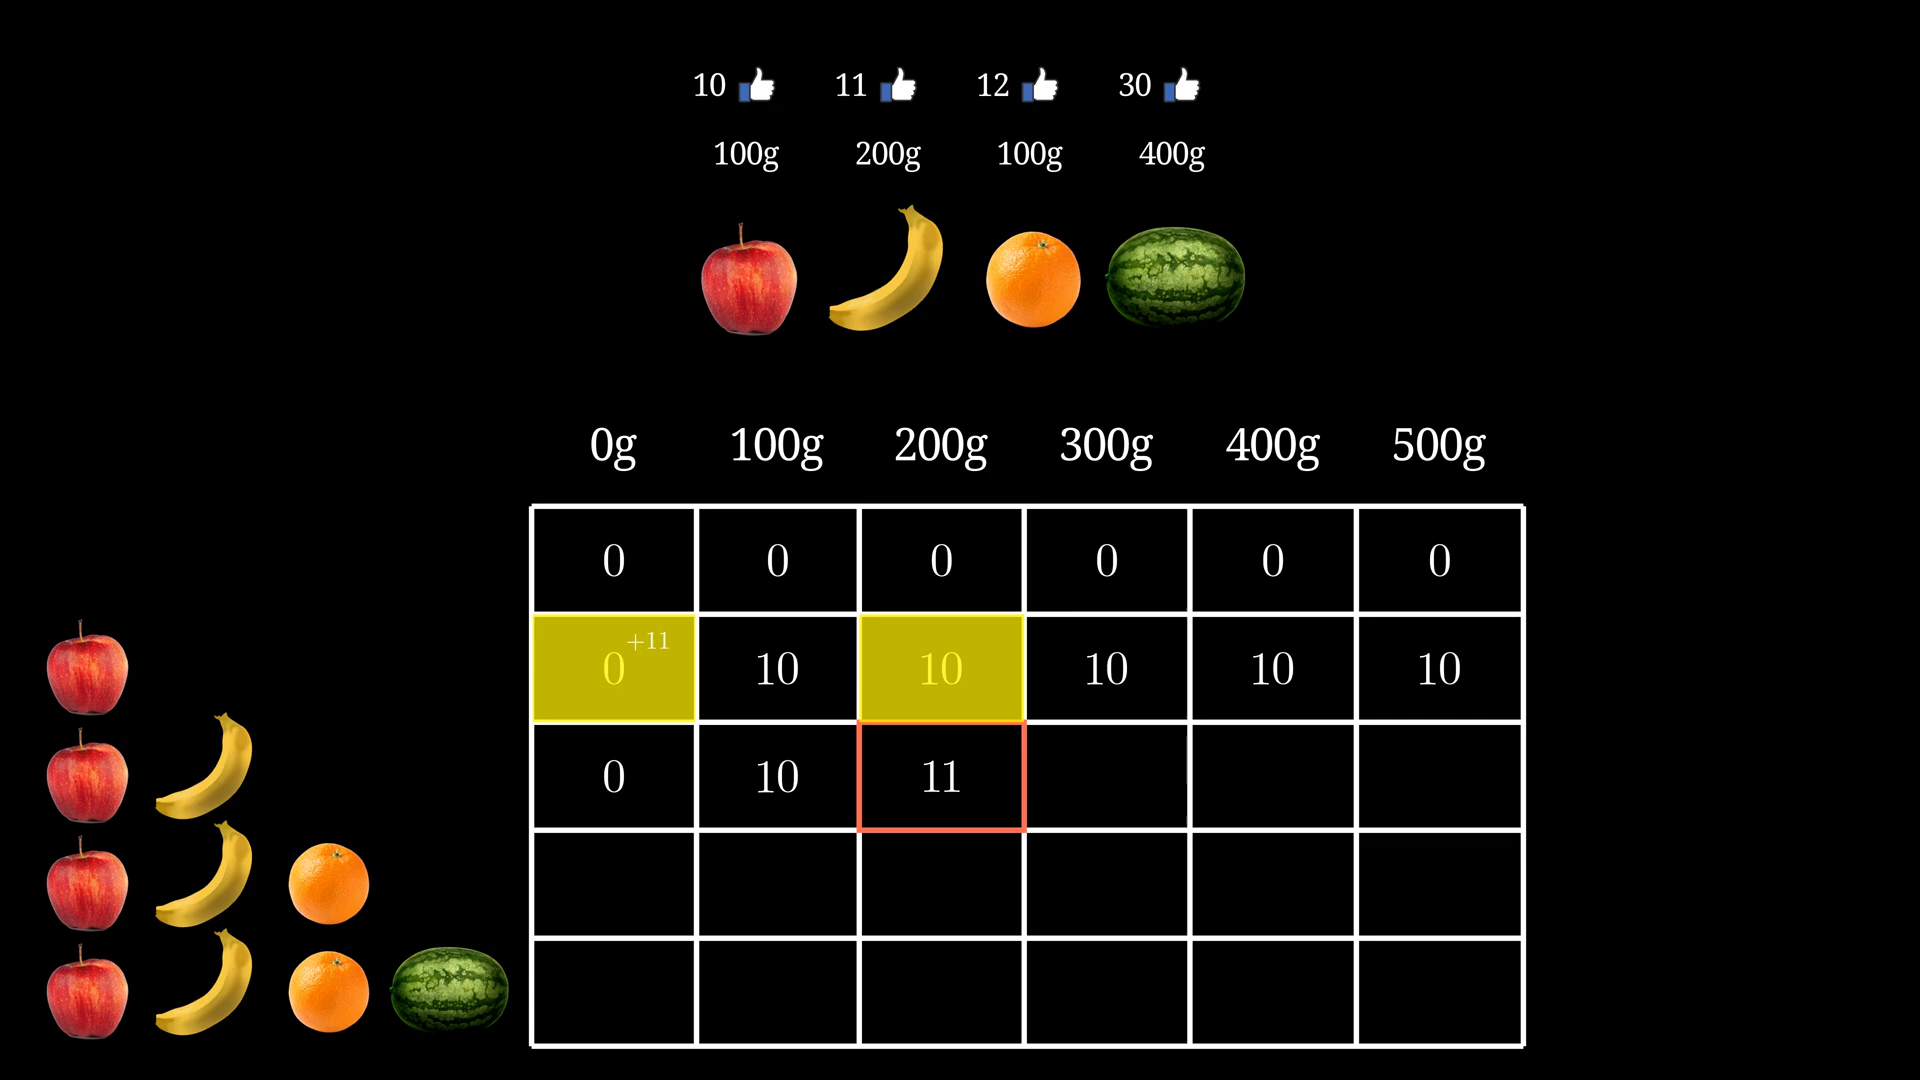 10 11 12 30
100g 200g 100g 400g
0g 100g 200g 300g 400g 500g
0 0 0 0 0 0
0 +11 10 10 10 10 10
0 10 11